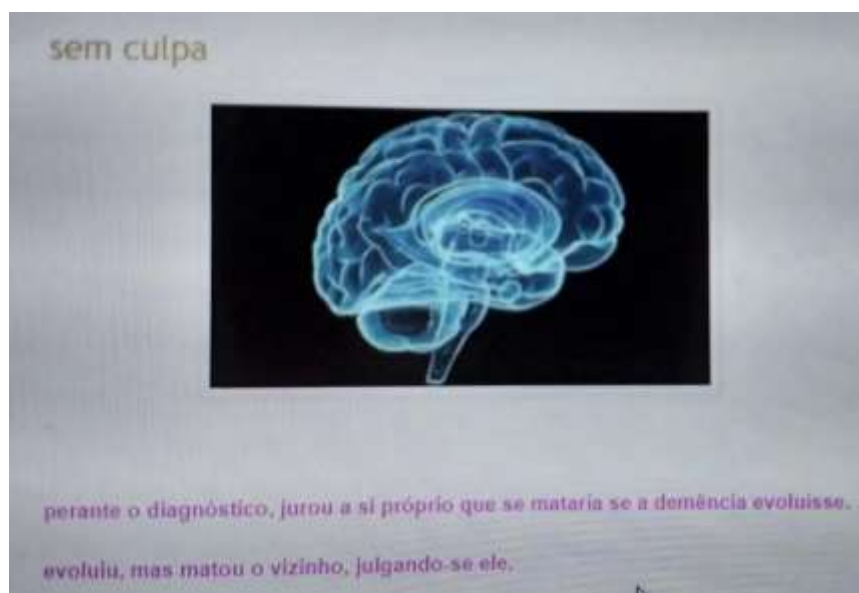 sem culpa
perante o diagnóstico, jurou a si próprio que se mataria se a demência evoluisse.
evoluiu, mas matou o vizinho, julgando-se ele.